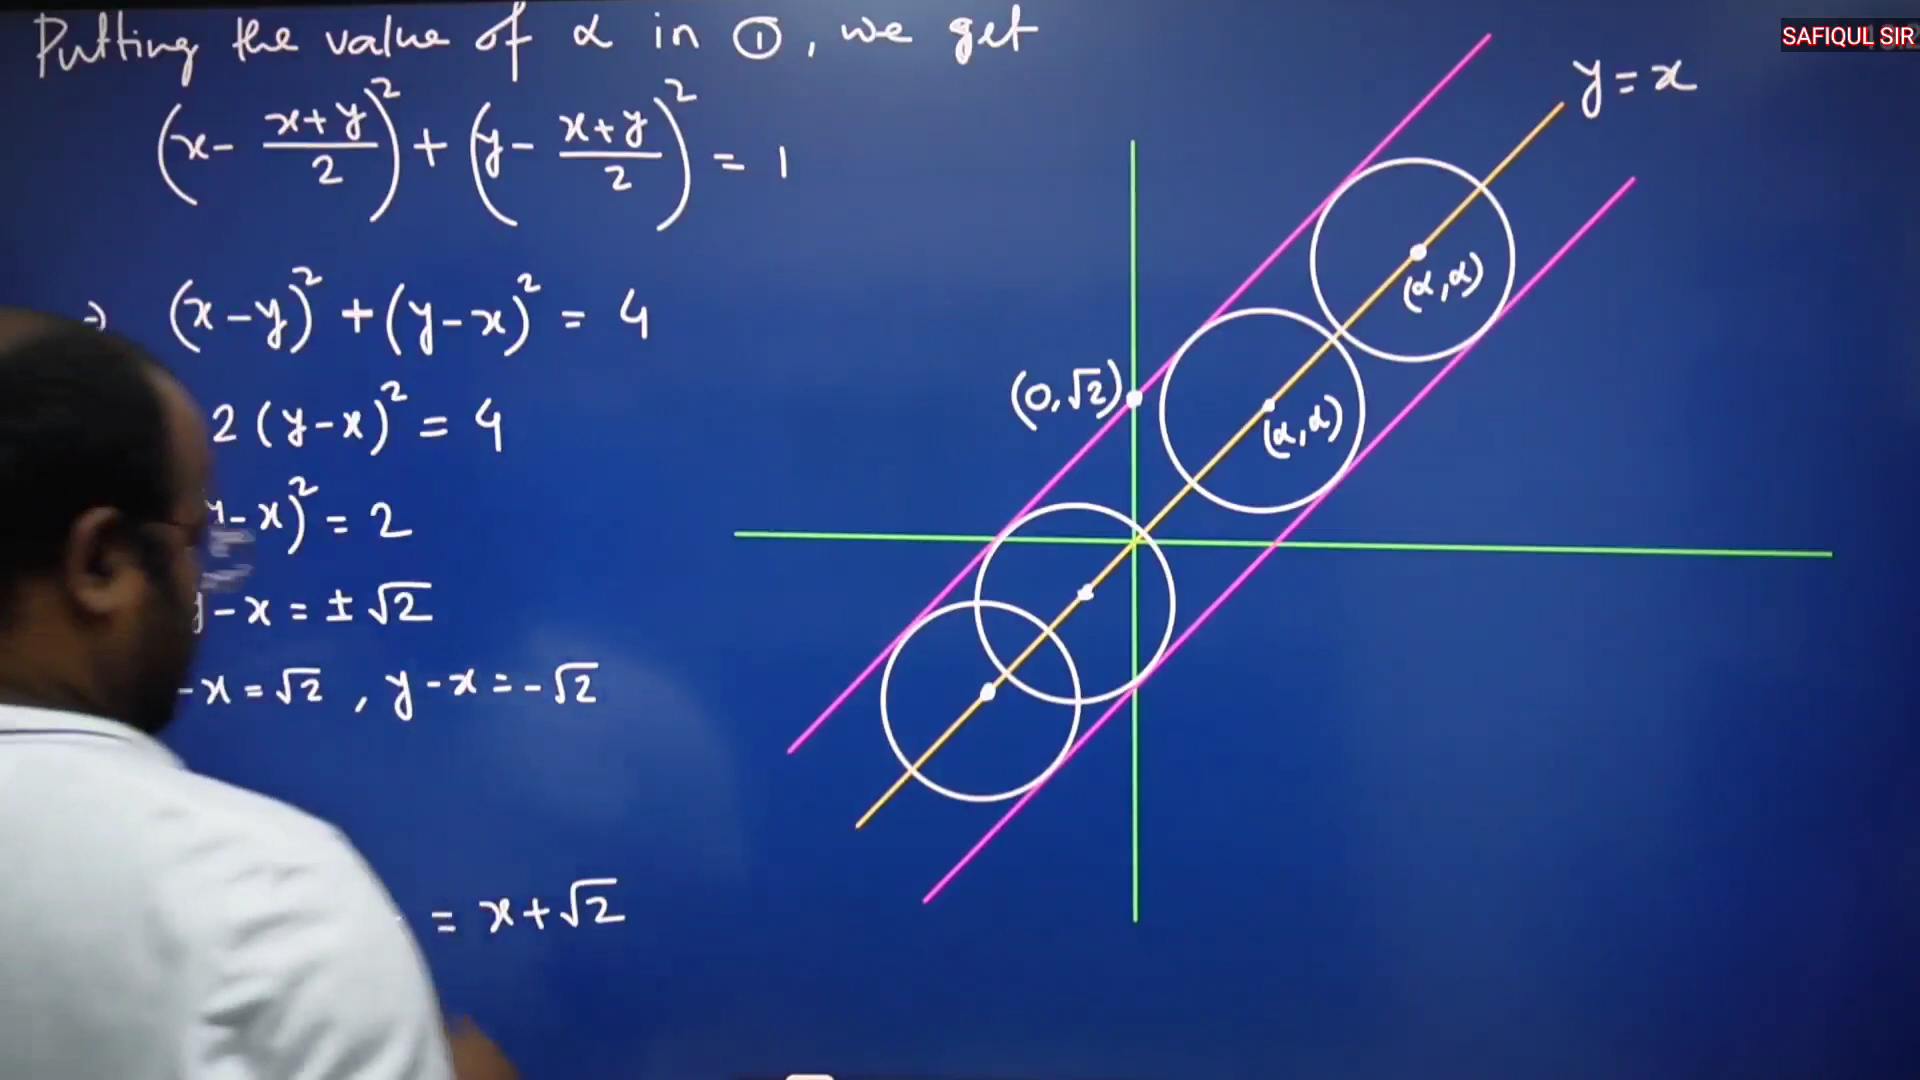 Putting the value of α in ①, we get
(x - (x+y)/2)² + (y - (x+y)/2)² = 1
⇒ (x-y)² + (y-x)² = 4
2(y-x)² = 4
y-x)² = 2
y-x = ± √2
-x = √2 , y-x = -√2
= x+√2
SAFIQUL SIR
y = x
(α, α)
(0, √2)
(α, α)